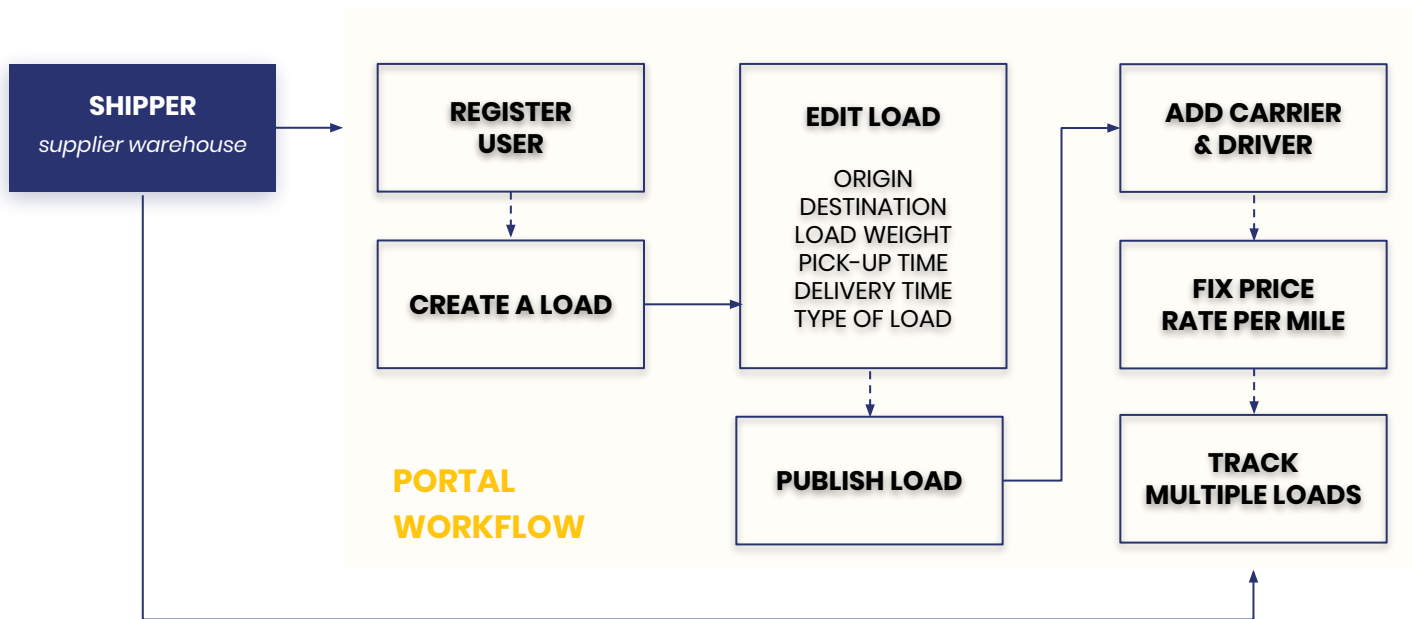 SHIPPER
supplier warehouse
REGISTER
USER
CREATE A LOAD
EDIT LOAD
ORIGIN
DESTINATION
LOAD WEIGHT
PICK-UP TIME
DELIVERY TIME
TYPE OF LOAD
PUBLISH LOAD
ADD CARRIER
& DRIVER
FIX PRICE
RATE PER MILE
TRACK
MULTIPLE LOADS
PORTAL
WORKFLOW